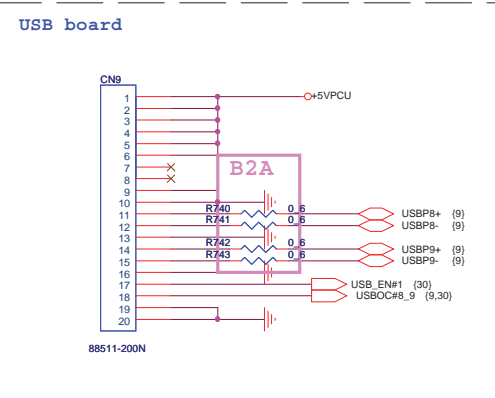 USB board
CN9
1
+5VPCU
2
3
4
5
6
B2A
7
8
9
10
R740 0_6
11
USBP8+ {9}
R741 0_6
12
USBP8- {9}
13
R742 0_6
14
USBP9+ {9}
R743 0_6
15
USBP9- {9}
16
17
USB_EN#1 {30}
18
USBOC#8_9 {9,30}
19
20
88511-200N